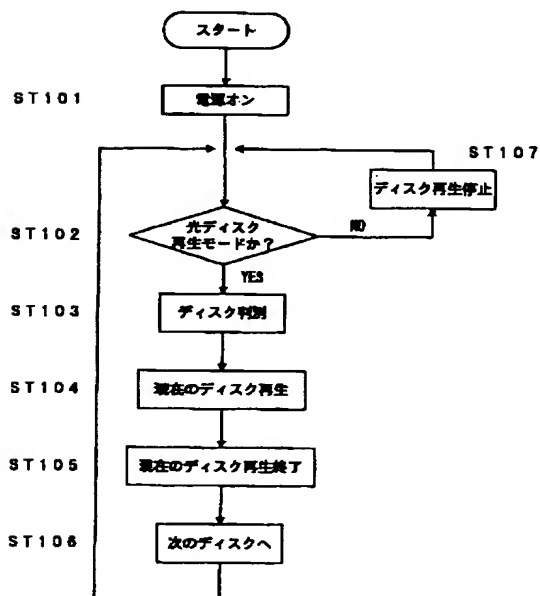 スタート
ST101
電源オン
ST107
ディスク再生停止
ST102
光ディスク
再生モードか?
NO
YES
ST103
ディスク判別
ST104
現在のディスク再生
ST105
現在のディスク再生終了
ST106
次のディスクへ